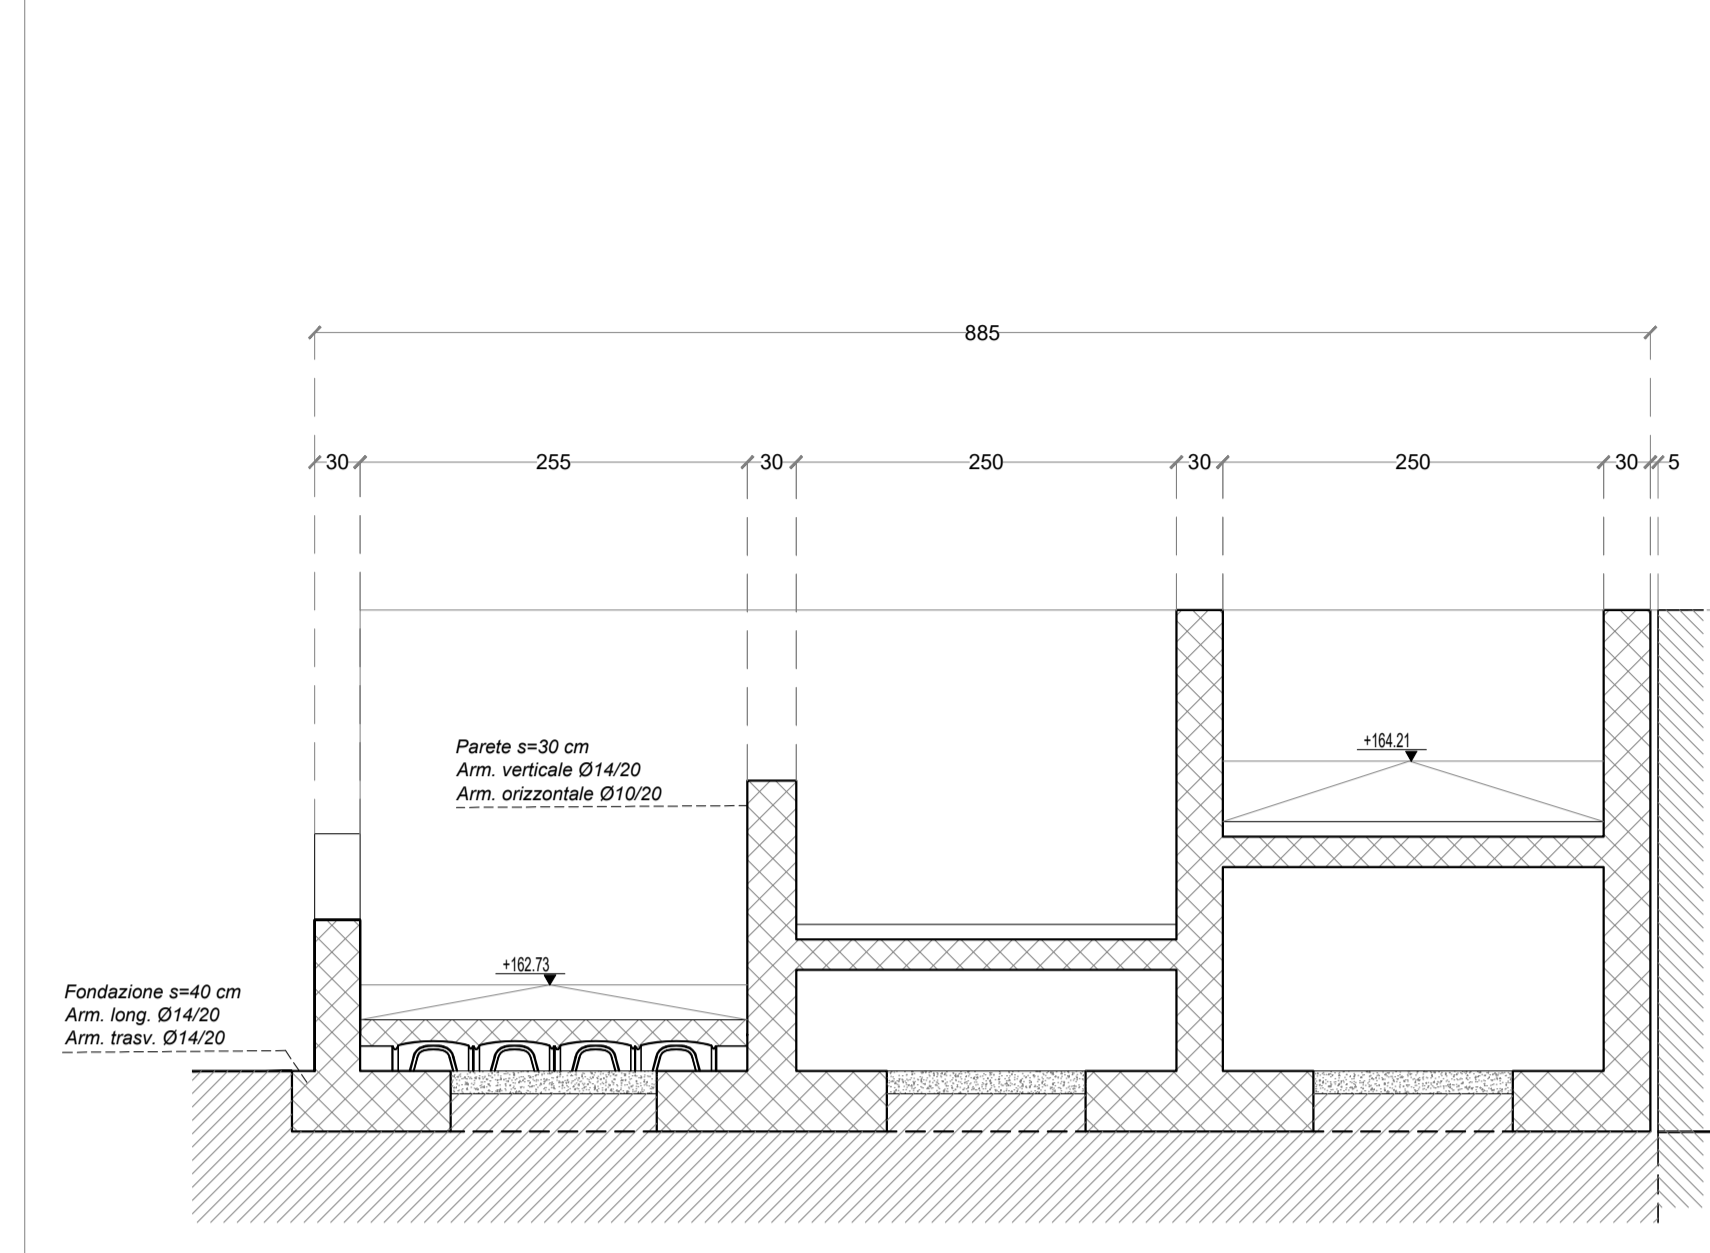 885
30 255 30 250 30 250 30 5
+164.21
Parete s=30 cm
Arm. verticale Ø14/20
Arm. orizzontale Ø10/20
+162.73
Fondazione s=40 cm
Arm. long. Ø14/20
Arm. trasv. Ø14/20